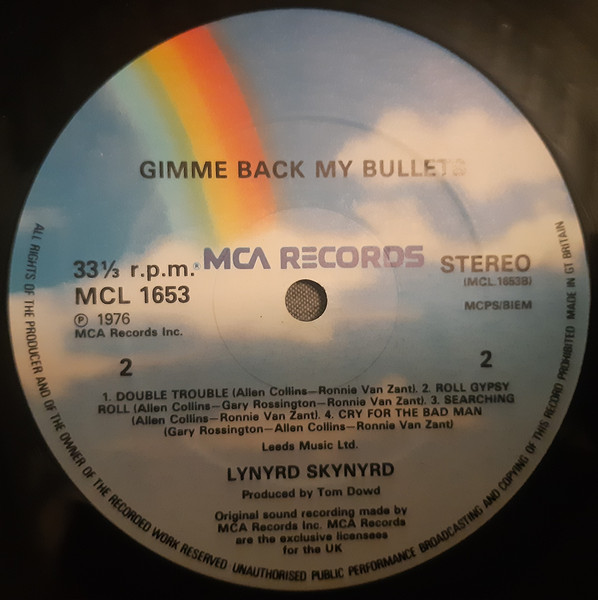 GIMME BACK MY BULLETS
33⅓ r.p.m.
® MCA RECORDS
STEREO
MCL 1653
(MCL.1653B)
℗ 1976
MCPS/BIEM
MCA Records Inc.
2
2
1. DOUBLE TROUBLE (Allen Collins—Ronnie Van Zant). 2. ROLL GYPSY
ROLL (Allen Collins—Gary Rossington—Ronnie Van Zant). 3. SEARCHING
(Allen Collins—Ronnie Van Zant). 4. CRY FOR THE BAD MAN
(Gary Rossington—Allen Collins—Ronnie Van Zant)
Leeds Music Ltd.
LYNYRD SKYNYRD
Produced by Tom Dowd
Original sound recording made by
MCA Records Inc. MCA Records
are the exclusive licensees
for the UK
ALL RIGHTS OF THE PRODUCER AND OF THE OWNER OF THE RECORDED WORK RESERVED UNAUTHORISED PUBLIC PERFORMANCE BROADCASTING AND COPYING OF THIS RECORD PROHIBITED MADE IN GT BRITAIN